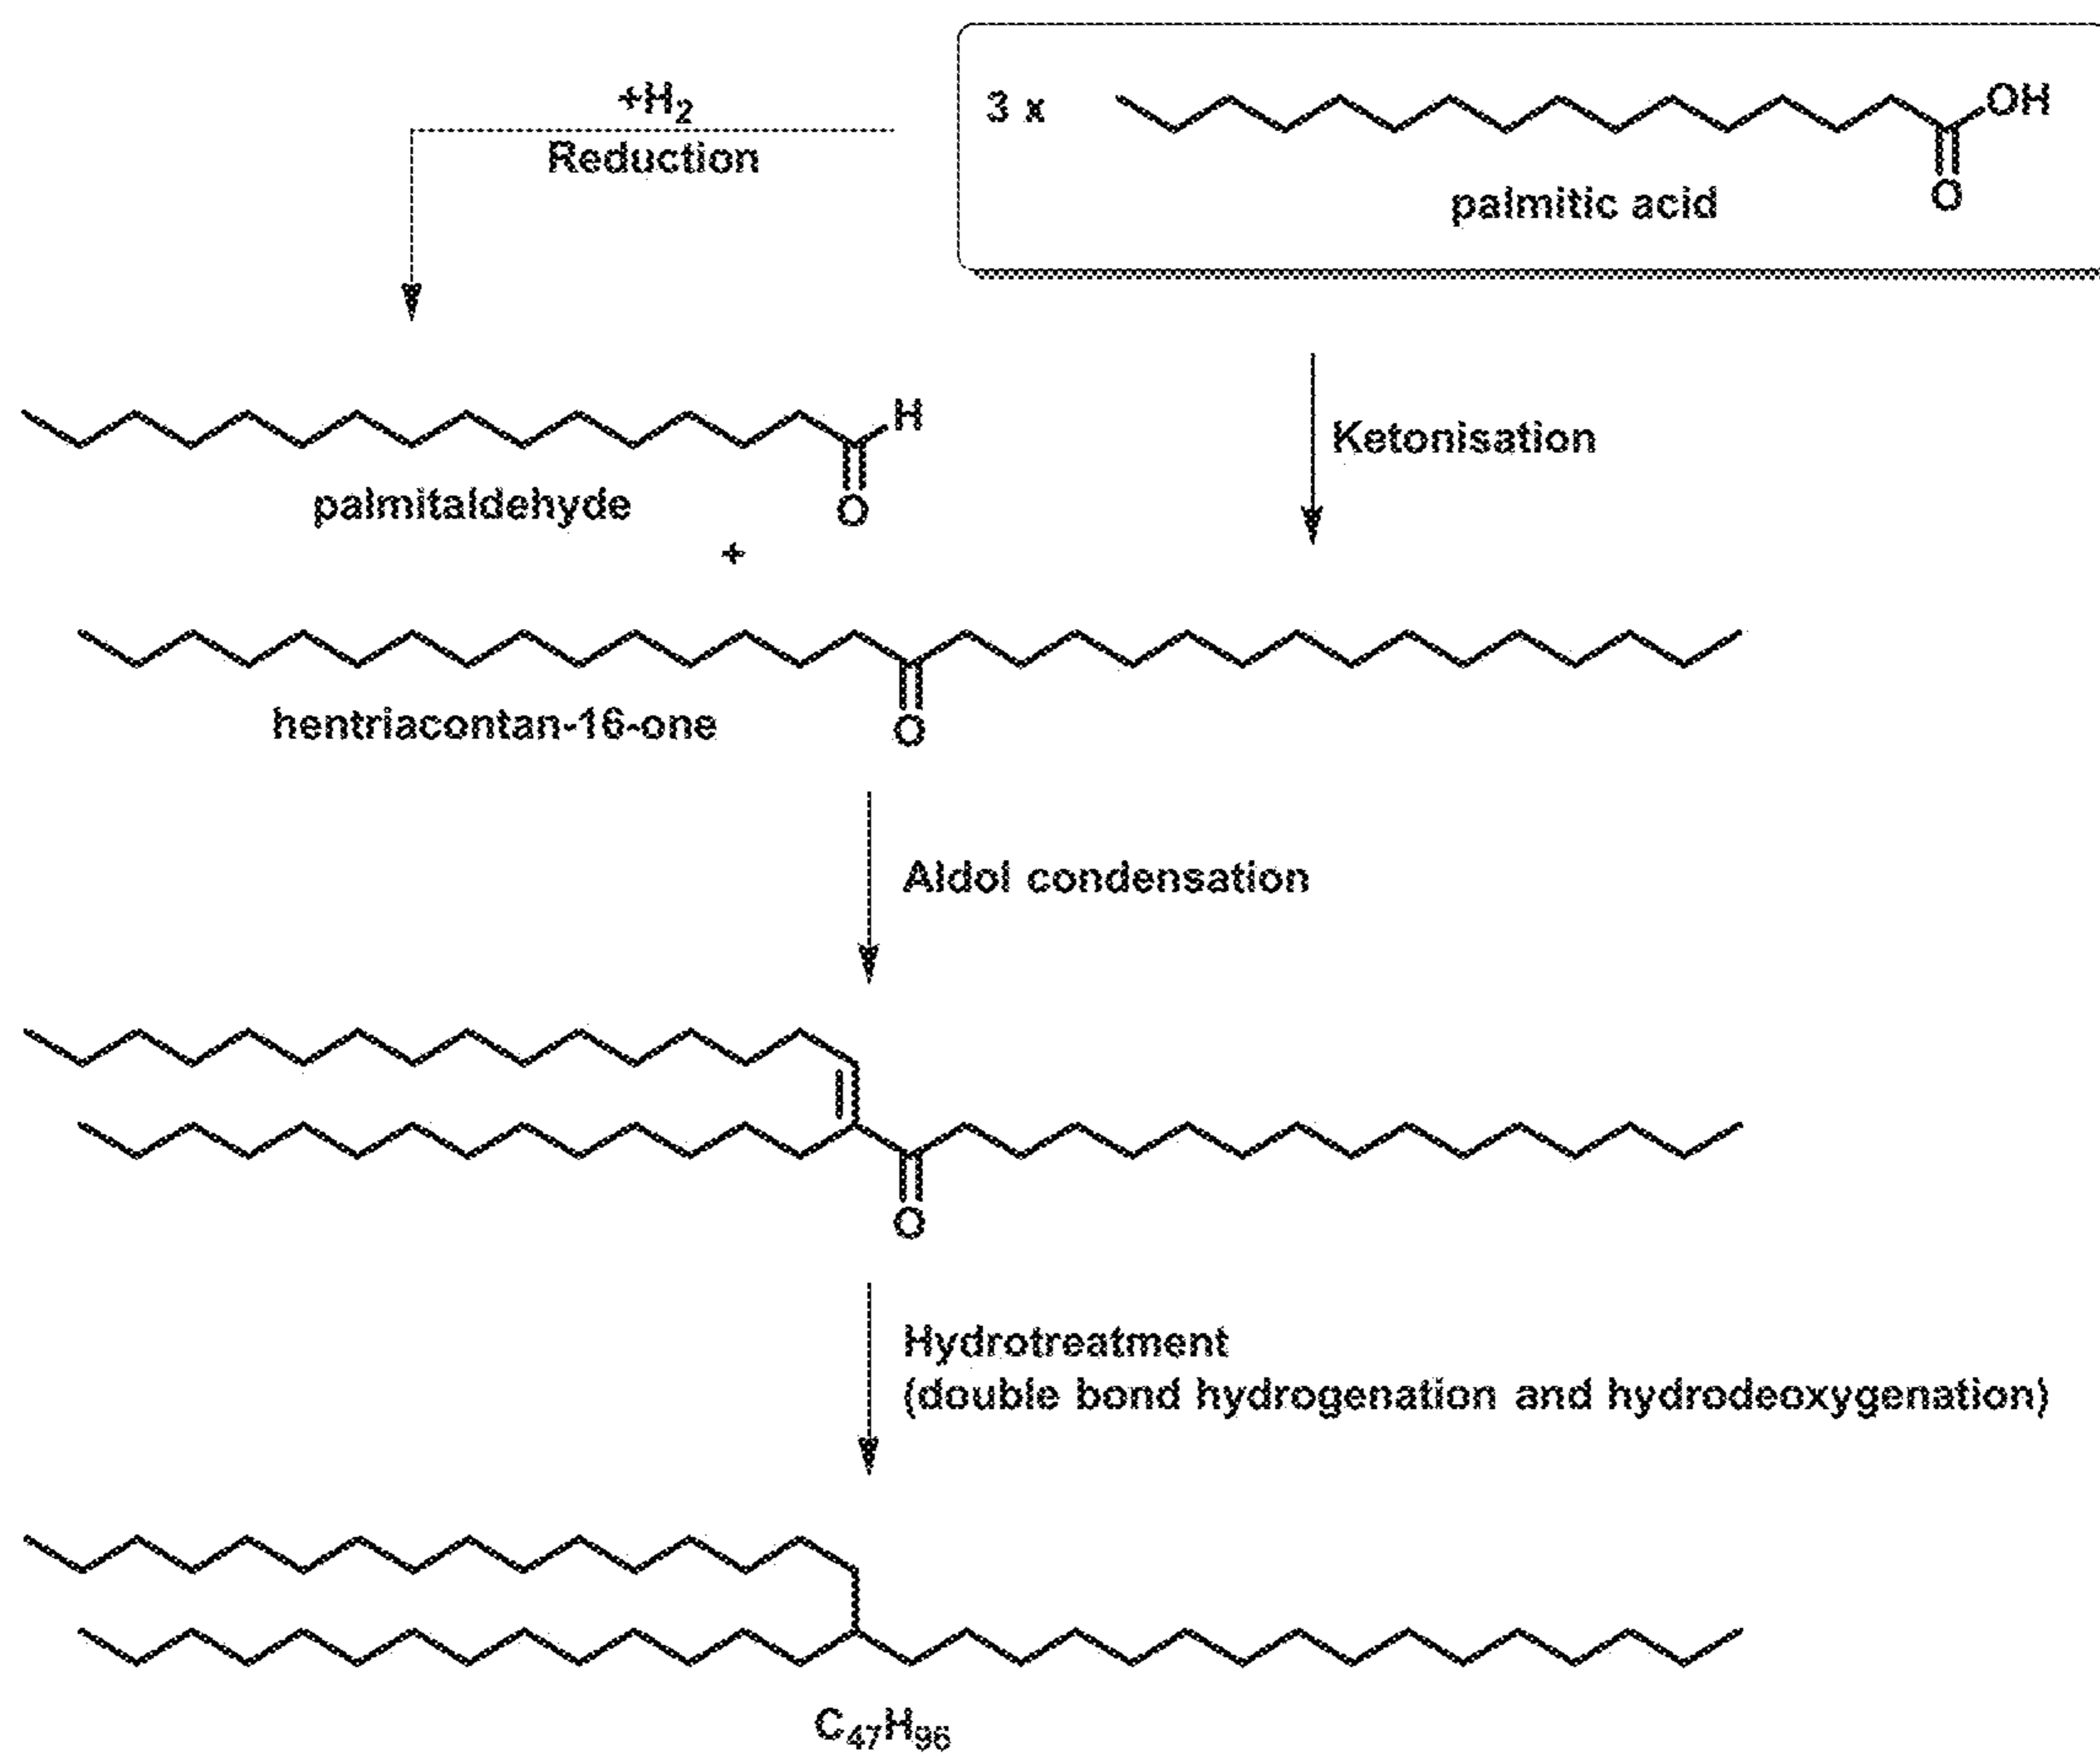 +H₂
Reduction
3 x
OH
O
palmitic acid
H
O
palmitaldehyde
Ketonisation
+
O
hentriacontan-16-one
Aldol condensation
O
Hydrotreatment
(double bond hydrogenation and hydrodeoxygenation)
C₄₇H₉₆